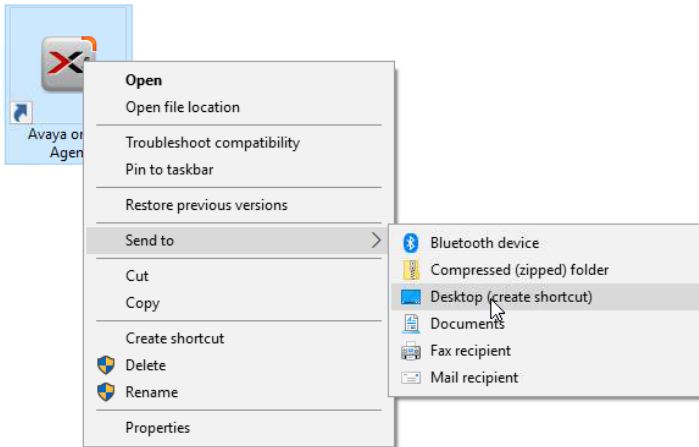 Open
Open file location
Troubleshoot compatibility
Avaya
Agen
Pin to taskbar
Restore previous versions
Send to
Bluetooth device
Compressed (zipped) folder
Desktop (create shortcut)
Documents
Fax recipient
Mail recipient
Cut
Copy
Create shortcut
Delete
Rename
Properties